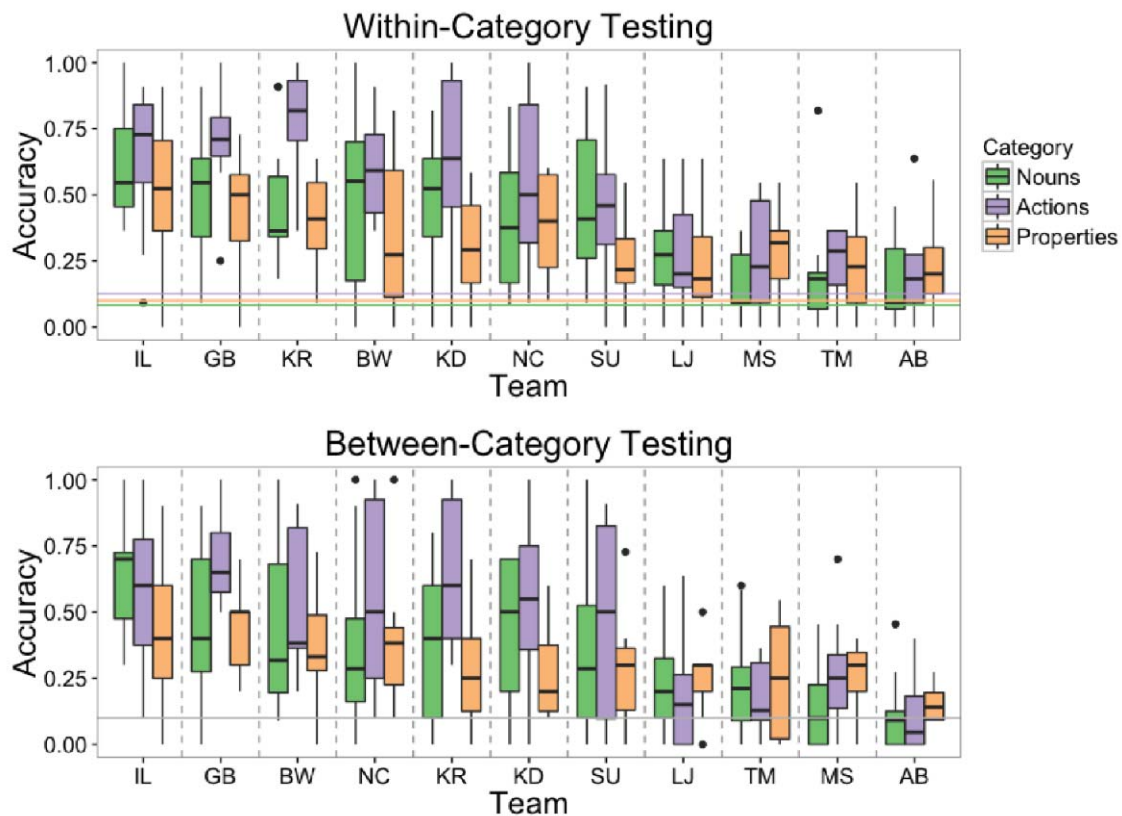 Within-Category Testing
Accuracy
1.00
0.75
0.50
0.25
0.00
IL GB KR BW KD NC SU LJ MS TM AB
Team
Category
Nouns
Actions
Properties
Between-Category Testing
Accuracy
1.00
0.75
0.50
0.25
0.00
IL GB BW NC KR KD SU LJ TM MS AB
Team